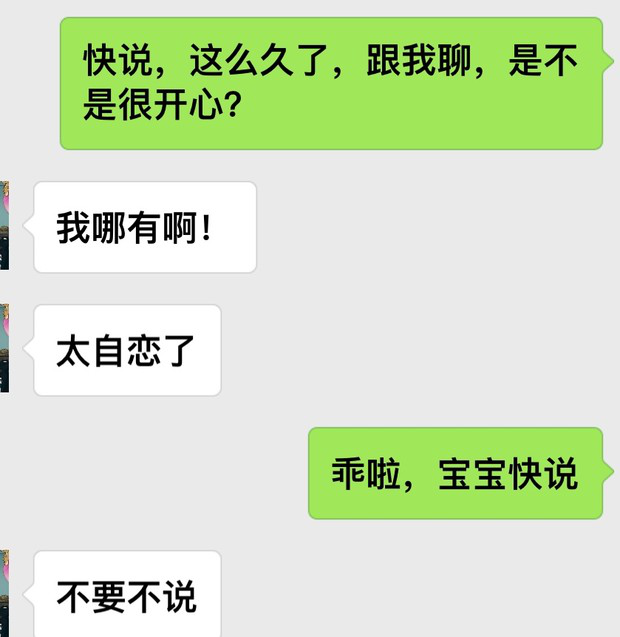 快说，这么久了，跟我聊，是不
是很开心？
我哪有啊！
太自恋了
乖啦，宝宝快说
不要不说